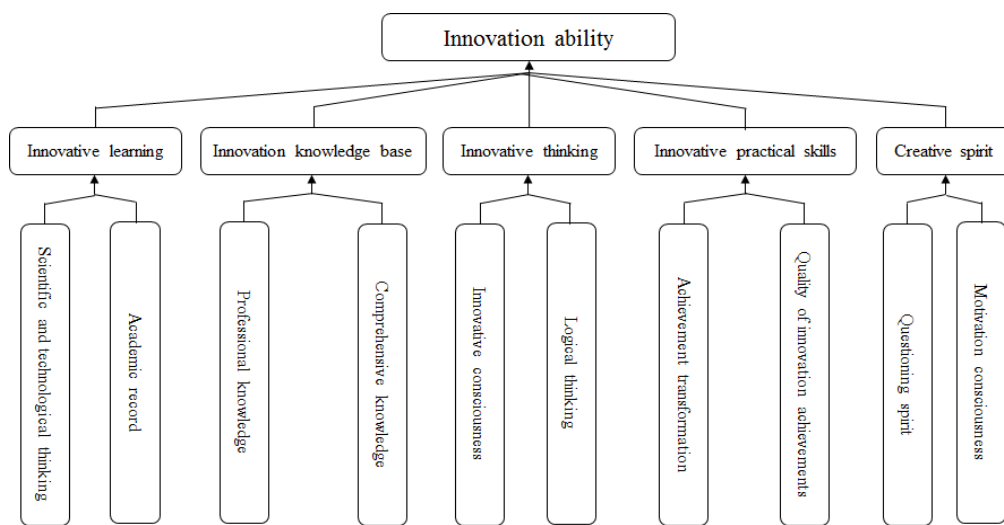 Innovation ability
Innovative learning
Innovation knowledge base
Innovative thinking
Innovative practical skills
Creative spirit
Scientific and technological thinking
Academic record
Professional knowledge
Comprehensive knowledge
Innovative consciousness
Logical thinking
Achievement transformation
Quality of innovation achievements
Questioning spirit
Motivation consciousness